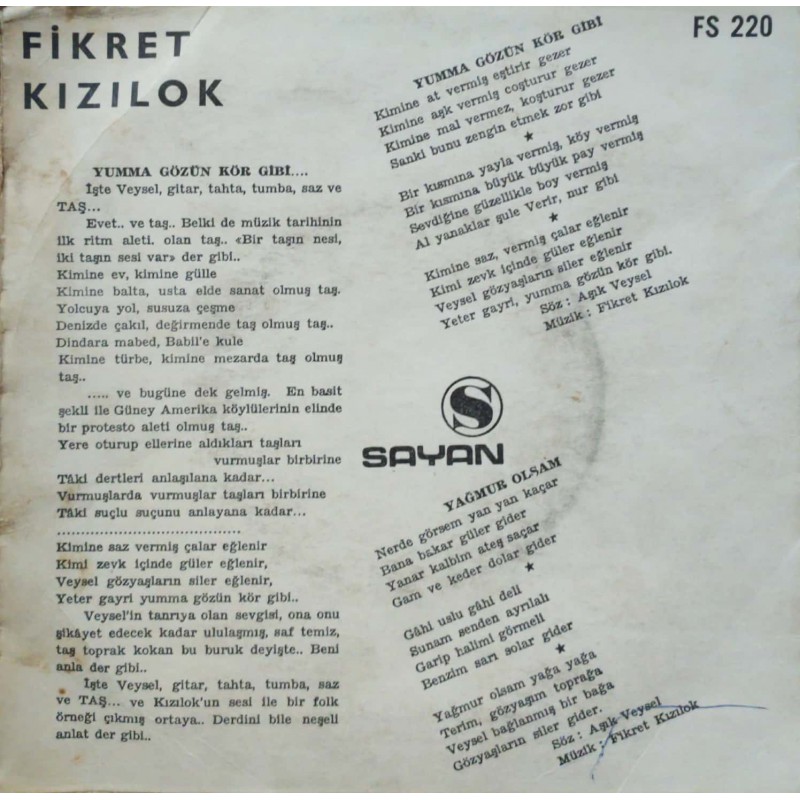 FİKRET
KIZILOK
FS 220
YUMMA GÖZÜN KÖR GİBİ....
İşte Veysel, gitar, tahta, tumba, saz ve
TAŞ...
Evet.. ve taş.. Belki de müzik tarihinin
ilk ritm aleti. olan taş.. «Bir taşın nesi,
iki taşın sesi var» der gibi..
Kimine ev, kimine gülle
Kimine balta, usta elde sanat olmuş taş.
Yolcuya yol, susuza çeşme
Denizde çakıl, değirmende taş olmuş taş..
Dindara mabed, Babil'e kule
Kimine türbe, kimine mezarda taş olmuş
taş..
..... ve bugüne dek gelmiş. En basit
şekli ile Güney Amerika köylülerinin elinde
bir protesto aleti olmuş taş..
Yere oturup ellerine aldıkları taşları
vurmuşlar birbirine
Tâki dertleri anlaşılana kadar...
Vurmuşlarda vurmuşlar taşları birbirine
Tâki suçlu suçunu anlayana kadar...
......................................
Kimine saz vermiş çalar eğlenir
Kimi zevk içinde güler eğlenir,
Veysel gözyaşların siler eğlenir,
Yeter gayri yumma gözün kör gibi..
Veysel'in tanrıya olan sevgisi, ona onu
şikâyet edecek kadar ululaşmış, saf temiz,
taş toprak kokan bu buruk deyişte.. Beni
anla der gibi..
İşte Veysel, gitar, tahta, tumba, saz
ve TAŞ... ve Kızılok'un sesi ile bir folk
örneği çıkmış ortaya.. Derdini bile neşeli
anlat der gibi..
YUMMA GÖZÜN KÖR GİBİ
Kimine at vermiş eştirir gezer
Kimine aşk vermiş coşturur gezer
Kimine mal vermez, koşturur gezer
Sanki bunu zengin etmek zor gibi
★
Bir kısmına yayla vermiş, köy vermiş
Bir kısmına büyük büyük pay vermiş
Sevdiğine güzellikle boy vermiş
Al yanaklar şule Verir, nur gibi
★
Kimine saz, vermiş çalar eğlenir
Kimi zevk içinde güler eğlenir
Veysel gözyaşların siler eğlenir
Yeter gayri, yumma gözün kör gibi.
Söz : Aşık Veysel
Müzik : Fikret Kızılok
S
SAYAN
YAĞMUR OLSAM
Nerde görsem yan yan kaçar
Bana bakar güler gider
Yanar kalbim ateş saçar
Gam ve keder dolar gider
★
Gâhi uslu gâhi deli
Sunam senden ayrılalı
Garip halimi görmeli
Benzim sarı solar gider
★
Yağmur olsam yağa yağa
Terim, gözyaşım toprağa
Veysel bağlanmış bir bağa
Gözyaşların siler gider.
Söz : Aşık Veysel
Müzik : Fikret Kızılok